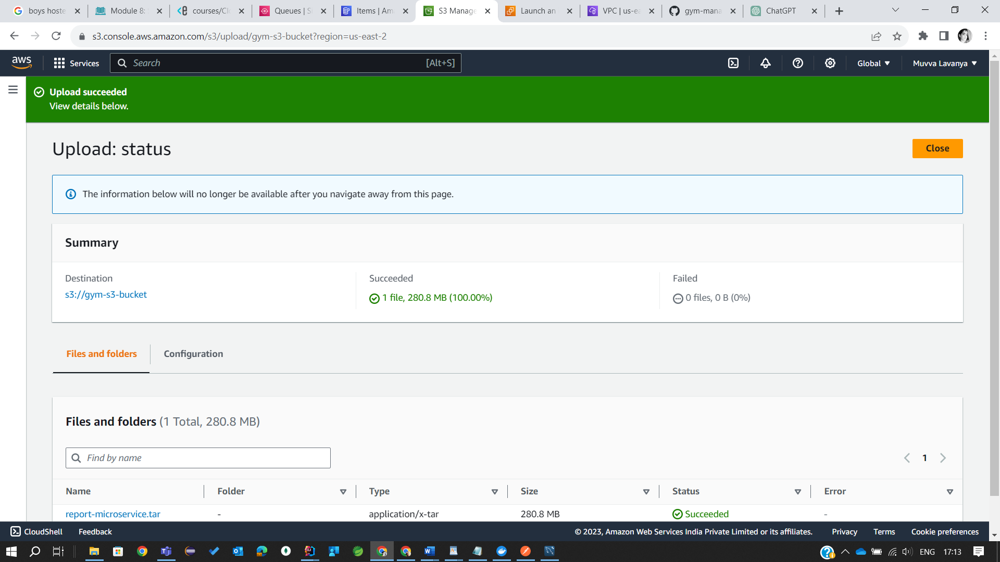 boys hoste
Module 8:
courses/Clo
Queues | Si
Items | Ama
S3 Manage
Launch an
VPC | us-ea
gym-mana
ChatGPT
s3.console.aws.amazon.com/s3/upload/gym-s3-bucket?region=us-east-2
aws
Services
Search
[Alt+S]
Global
Muvva Lavanya
Upload succeeded
View details below.
Upload: status
Close
The information below will no longer be available after you navigate away from this page.
Summary
Destination
s3://gym-s3-bucket
Succeeded
1 file, 280.8 MB (100.00%)
Failed
0 files, 0 B (0%)
Files and folders
Configuration
Files and folders (1 Total, 280.8 MB)
Find by name
1
Name Folder Type Size Status Error
report-microservice.tar - application/x-tar 280.8 MB Succeeded -
CloudShell
Feedback
© 2023, Amazon Web Services India Private Limited or its affiliates.
Privacy
Terms
Cookie preferences
ENG
17:13